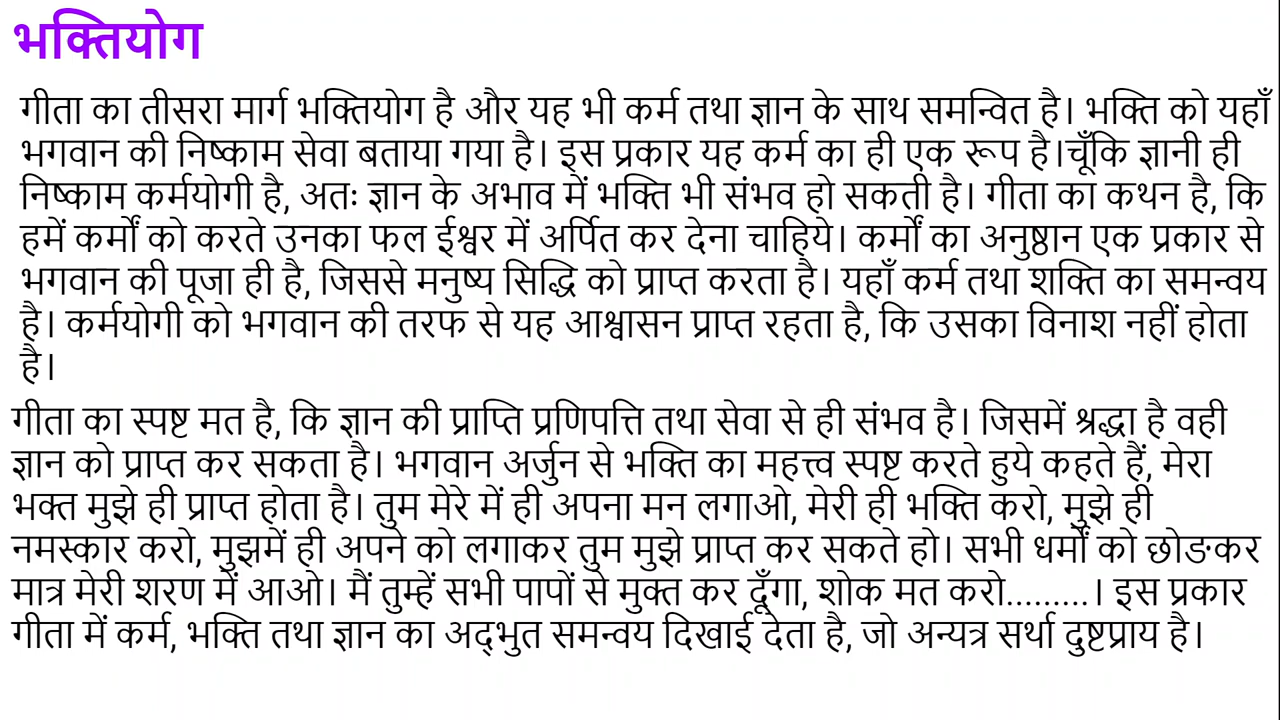 भक्तियोग
गीता का तीसरा मार्ग भक्तियोग है और यह भी कर्म तथा ज्ञान के साथ समन्वित है। भक्ति को यहाँ
भगवान की निष्काम सेवा बताया गया है। इस प्रकार यह कर्म का ही एक रूप है।चूँकि ज्ञानी ही
निष्काम कर्मयोगी है, अतः ज्ञान के अभाव में भक्ति भी संभव हो सकती है। गीता का कथन है, कि
हमें कर्मों को करते उनका फल ईश्वर में अर्पित कर देना चाहिये। कर्मों का अनुष्ठान एक प्रकार से
भगवान की पूजा ही है, जिससे मनुष्य सिद्धि को प्राप्त करता है। यहाँ कर्म तथा शक्ति का समन्वय
है। कर्मयोगी को भगवान की तरफ से यह आश्वासन प्राप्त रहता है, कि उसका विनाश नहीं होता
है।
गीता का स्पष्ट मत है, कि ज्ञान की प्राप्ति प्रणिपत्ति तथा सेवा से ही संभव है। जिसमें श्रद्धा है वही
ज्ञान को प्राप्त कर सकता है। भगवान अर्जुन से भक्ति का महत्त्व स्पष्ट करते हुये कहते हैं, मेरा
भक्त मुझे ही प्राप्त होता है। तुम मेरे में ही अपना मन लगाओ, मेरी ही भक्ति करो, मुझे ही
नमस्कार करो, मुझमें ही अपने को लगाकर तुम मुझे प्राप्त कर सकते हो। सभी धर्मों को छोङकर
मात्र मेरी शरण में आओ। मैं तुम्हें सभी पापों से मुक्त कर दूँगा, शोक मत करो.........। इस प्रकार
गीता में कर्म, भक्ति तथा ज्ञान का अद्भुत समन्वय दिखाई देता है, जो अन्यत्र सर्था दुष्टप्राय है।